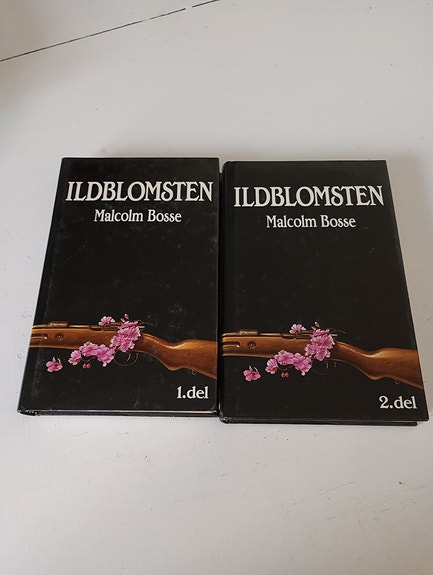 ILDBLOMSTEN
Malcolm Bosse
1.del
ILDBLOMSTEN
Malcolm Bosse
2.del